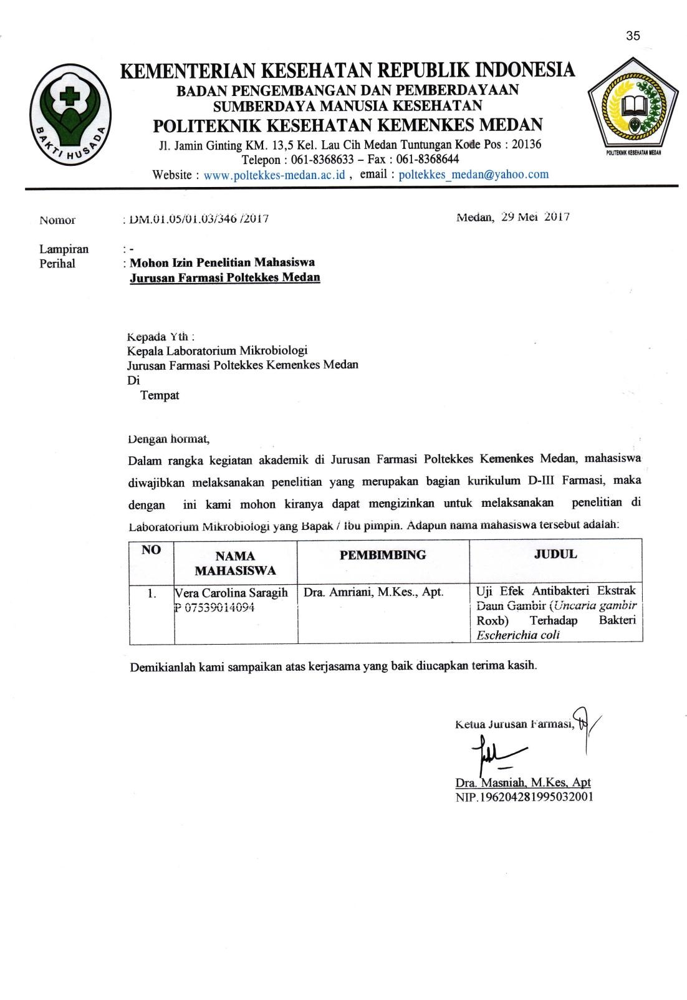 35
KEMENTERIAN KESEHATAN REPUBLIK INDONESIA
BADAN PENGEMBANGAN DAN PEMBERDAYAAN
SUMBERDAYA MANUSIA KESEHATAN
POLITEKNIK KESEHATAN KEMENKES MEDAN
Jl. Jamin Ginting KM. 13,5 Kel. Lau Cih Medan Tuntungan Kode Pos : 20136
Telepon : 061-8368633 – Fax : 061-8368644
Website : www.poltekkes-medan.ac.id , email : poltekkes_medan@yahoo.com
BAKTI HUSADA
POLITEKNIK KESEHATAN MEDAN
Nomor : DM.01.05/01.03/346 /2017 Medan, 29 Mei 2017
Lampiran : -
Perihal : Mohon Izin Penelitian Mahasiswa
Jurusan Farmasi Poltekkes Medan
Kepada Yth :
Kepala Laboratorium Mikrobiologi
Jurusan Farmasi Poltekkes Kemenkes Medan
Di
Tempat
Dengan hormat,
Dalam rangka kegiatan akademik di Jurusan Farmasi Poltekkes Kemenkes Medan, mahasiswa
diwajibkan melaksanakan penelitian yang merupakan bagian kurikulum D-III Farmasi, maka
dengan ini kami mohon kiranya dapat mengizinkan untuk melaksanakan penelitian di
Laboratorium Mikrobiologi yang Bapak / Ibu pimpin. Adapun nama mahasiswa tersebut adalah:
NO NAMA MAHASISWA PEMBIMBING JUDUL
1. Vera Carolina Saragih Dra. Amriani, M.Kes., Apt. Uji Efek Antibakteri Ekstrak
P 07539014094 Daun Gambir (Uncaria gambir
Roxb) Terhadap Bakteri
Escherichia coli
Demikianlah kami sampaikan atas kerjasama yang baik diucapkan terima kasih.
Ketua Jurusan Farmasi,
Dra. Masniah, M.Kes, Apt
NIP.196204281995032001